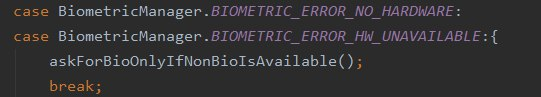 case BiometricManager.BIOMETRIC_ERROR_NO_HARDWARE:
case BiometricManager.BIOMETRIC_ERROR_HW_UNAVAILABLE:{
askForBioOnlyIfNonBioIsAvailable();
break;